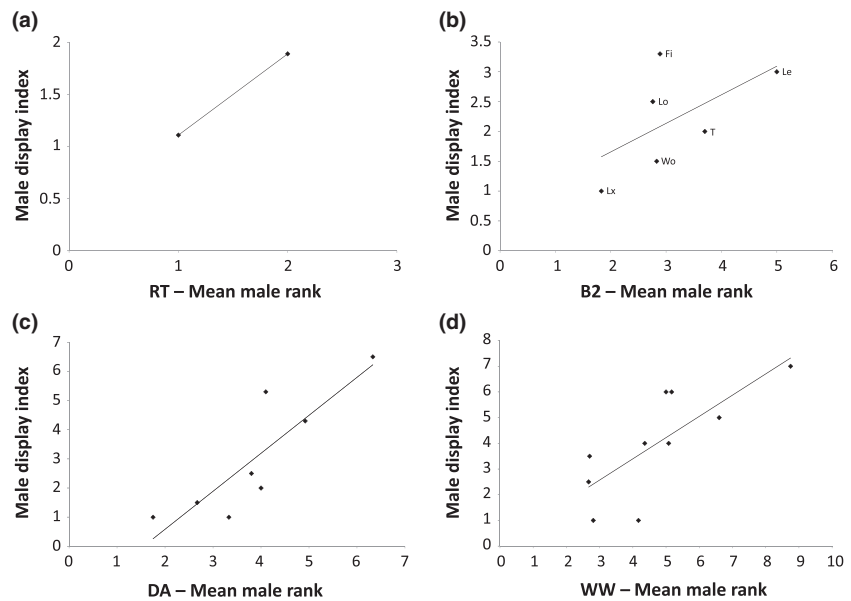 (a)
Male display index
2
1.5
1
0.5
0
0 1 2 3
RT – Mean male rank
(b)
Male display index
3.5
3
2.5
2
1.5
1
0.5
0
Fi
Le
Lo
T
Wo
Lx
0 1 2 3 4 5 6
B2 – Mean male rank
(c)
Male display index
7
6
5
4
3
2
1
0
0 1 2 3 4 5 6 7
DA – Mean male rank
(d)
Male display index
8
7
6
5
4
3
2
1
0
0 1 2 3 4 5 6 7 8 9 10
WW – Mean male rank